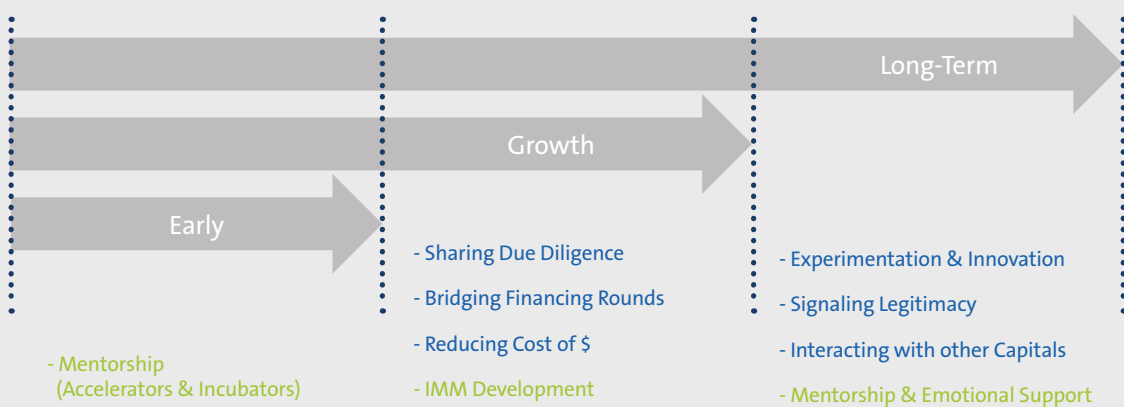 Long-Term
Growth
Early
- Mentorship
(Accelerators & Incubators)
- Sharing Due Diligence
- Bridging Financing Rounds
- Reducing Cost of $
- IMM Development
- Experimentation & Innovation
- Signaling Legitimacy
- Interacting with other Capitals
- Mentorship & Emotional Support